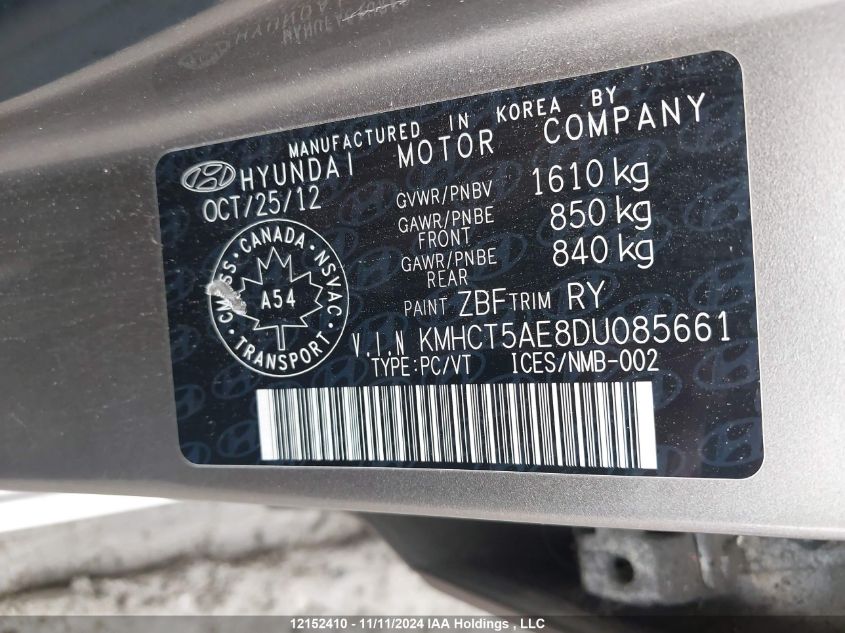 MANUFACTURED IN KOREA BY
HYUNDAI MOTOR COMPANY
OCT/25/12
GVWR/PNBV 1610 kg
GAWR/PNBE FRONT 850 kg
GAWR/PNBE REAR 840 kg
PAINT ZBF TRIM RY
CANADA · NSVAC · TRANSPORT
A54
V.I.N KMHCT5AE8DU085661
TYPE:PC/VT ICES/NMB-002
12152410 - 11/11/2024 IAA Holdings , LLC